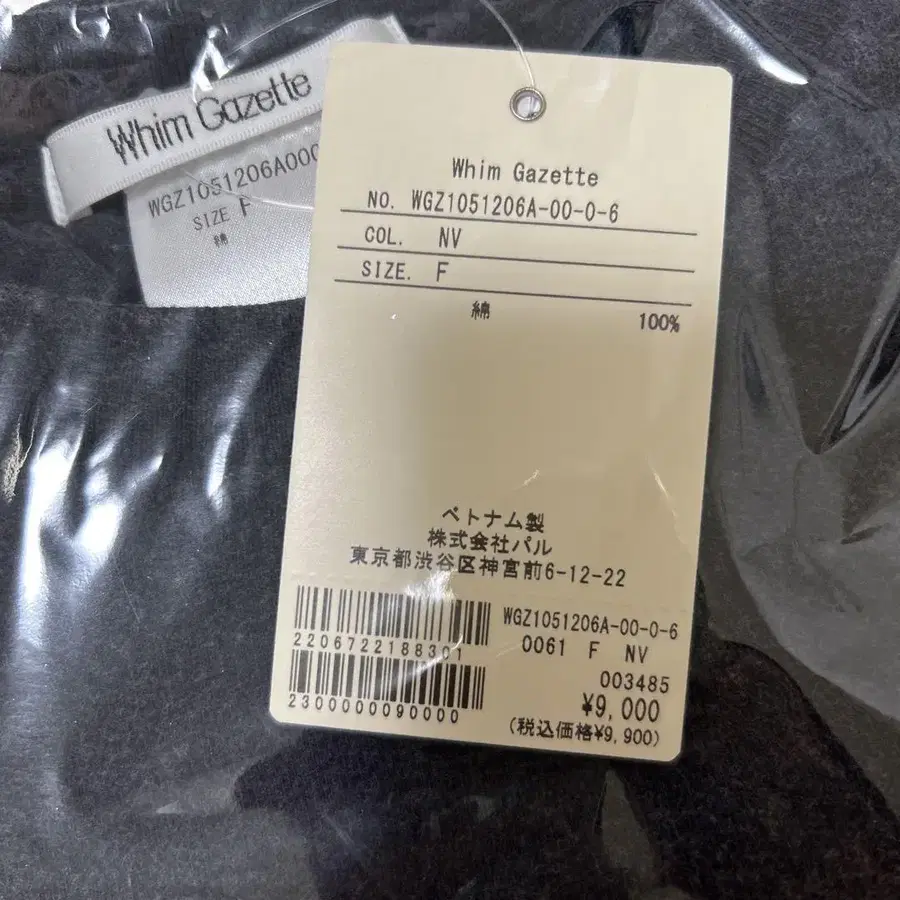 Whim Gazette
WGZ1051206A000
SIZE F
綿
Whim Gazette
NO. WGZ1051206A-00-0-6
COL. NV
SIZE. F
綿 100%
ベトナム製
株式会社パル
東京都渋谷区神宮前6-12-22
2206722188301
2300000090000
WGZ1051206A-00-0-6
0061 F NV
003485
¥9,000
(税込価格¥9,900)